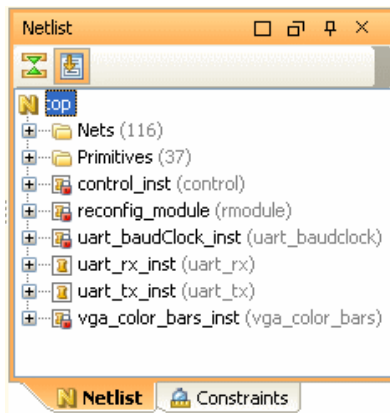 Netlist
top
Nets (116)
Primitives (37)
control_inst (control)
reconfig_module (rmodule)
uart_baudClock_inst (uart_baudclock)
uart_rx_inst (uart_rx)
uart_tx_inst (uart_tx)
vga_color_bars_inst (vga_color_bars)
Netlist Constraints